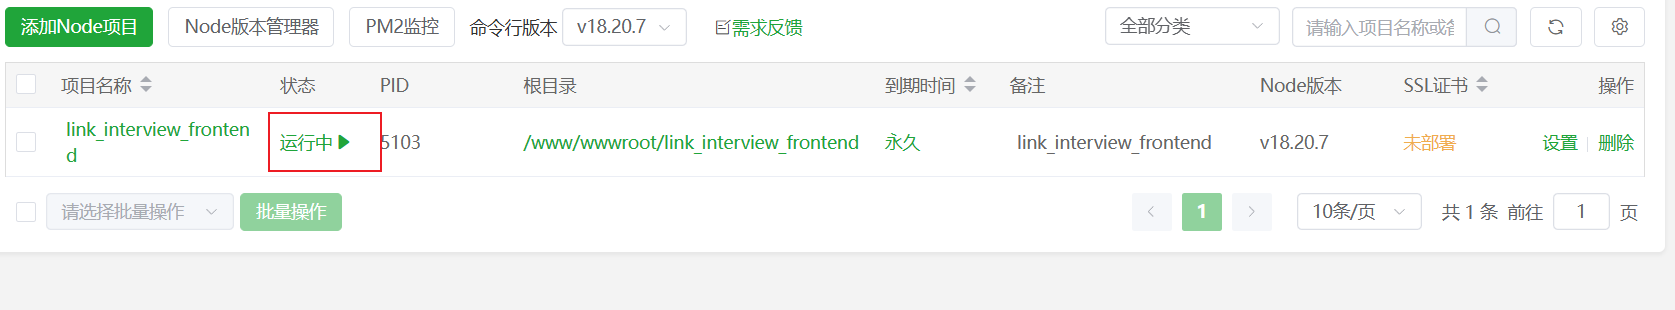 添加Node项目 Node版本管理器 PM2监控 命令行版本 v18.20.7 需求反馈 全部分类 请输入项目名称或
项目名称 状态 PID 根目录 到期时间 备注 Node版本 SSL证书 操作
link_interview_fronten
d
运行中 5103 /www/wwwroot/link_interview_frontend 永久 link_interview_frontend v18.20.7 未部署 设置 删除
请选择批量操作 批量操作 1 10条/页 共 1 条 前往 1 页